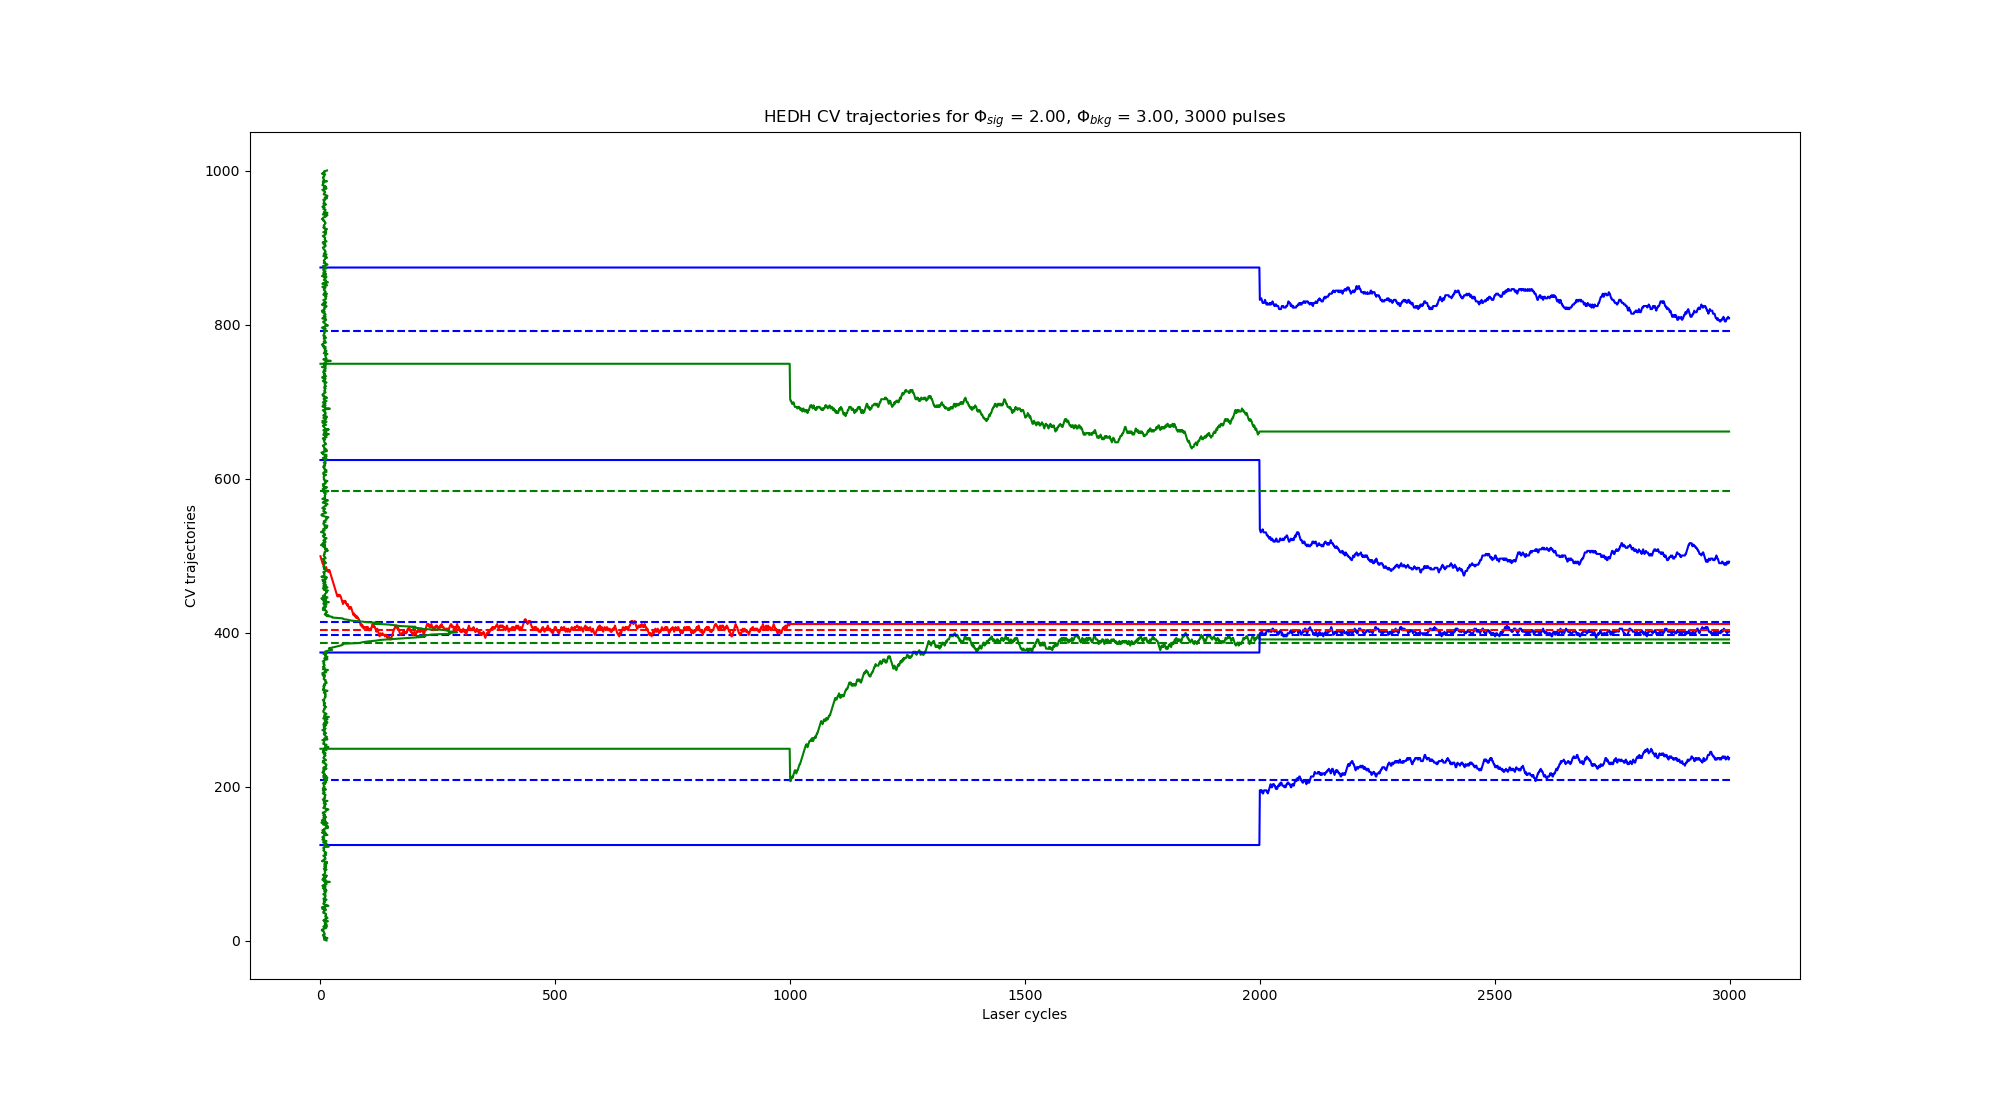 HEDH CV trajectories for Φsig = 2.00, Φbkg = 3.00, 3000 pulses
1000
800
600
400
200
0
CV trajectories
0 500 1000 1500 2000 2500 3000
Laser cycles